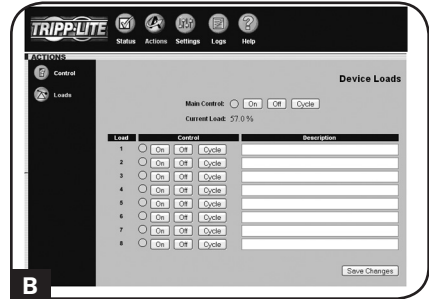 TRIPP·LITE
Status Actions Settings Logs Help
ACTIONS
Control
Loads
Device Loads
Main Control: On Off Cycle
Current Load: 57.0 %
Load Control Description
1 On Off Cycle
2 On Off Cycle
3 On Off Cycle
4 On Off Cycle
5 On Off Cycle
6 On Off Cycle
7 On Off Cycle
8 On Off Cycle
Save Changes
B